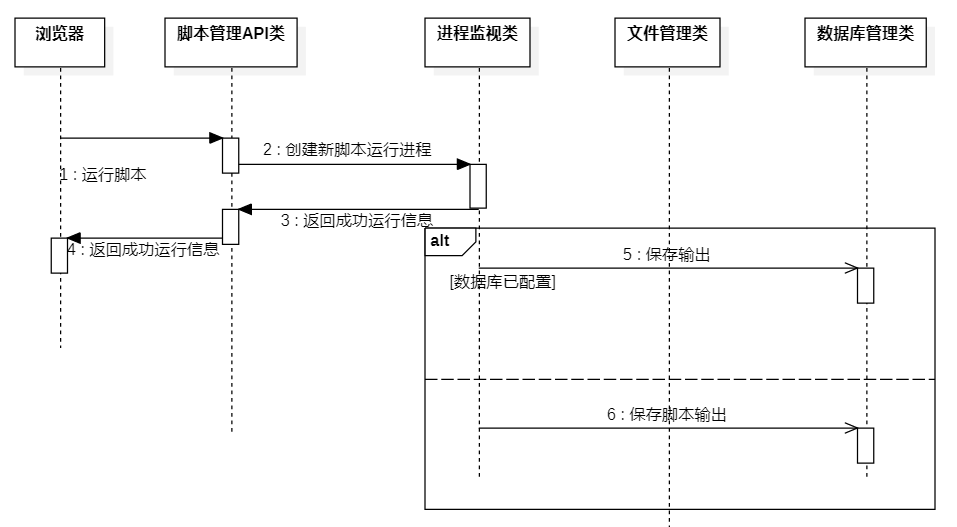 浏览器
脚本管理API类
进程监视类
文件管理类
数据库管理类
2 : 创建新脚本运行进程
1 : 运行脚本
3 : 返回成功运行信息
4 : 返回成功运行信息
alt
5 : 保存输出
[数据库已配置]
6 : 保存脚本输出